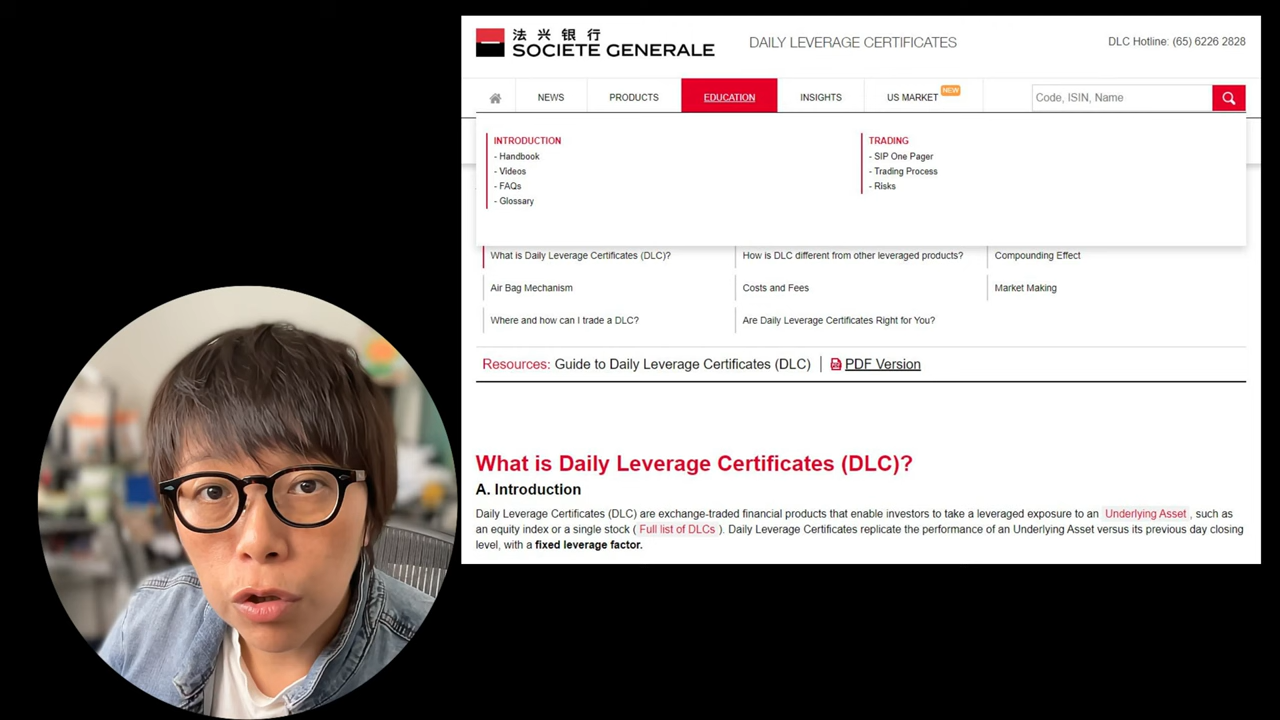 法兴银行
SOCIETE GENERALE
DAILY LEVERAGE CERTIFICATES
DLC Hotline: (65) 6226 2828
NEWS
PRODUCTS
EDUCATION
INSIGHTS
US MARKET
NEW
Code, ISIN, Name
INTRODUCTION
- Handbook
- Videos
- FAQs
- Glossary
TRADING
- SIP One Pager
- Trading Process
- Risks
What is Daily Leverage Certificates (DLC)?
How is DLC different from other leveraged products?
Compounding Effect
Air Bag Mechanism
Costs and Fees
Market Making
Where and how can I trade a DLC?
Are Daily Leverage Certificates Right for You?
Resources: Guide to Daily Leverage Certificates (DLC) | PDF Version
What is Daily Leverage Certificates (DLC)?
A. Introduction
Daily Leverage Certificates (DLC) are exchange-traded financial products that enable investors to take a leveraged exposure to an Underlying Asset , such as
an equity index or a single stock ( Full list of DLCs ). Daily Leverage Certificates replicate the performance of an Underlying Asset versus its previous day closing
level, with a fixed leverage factor.